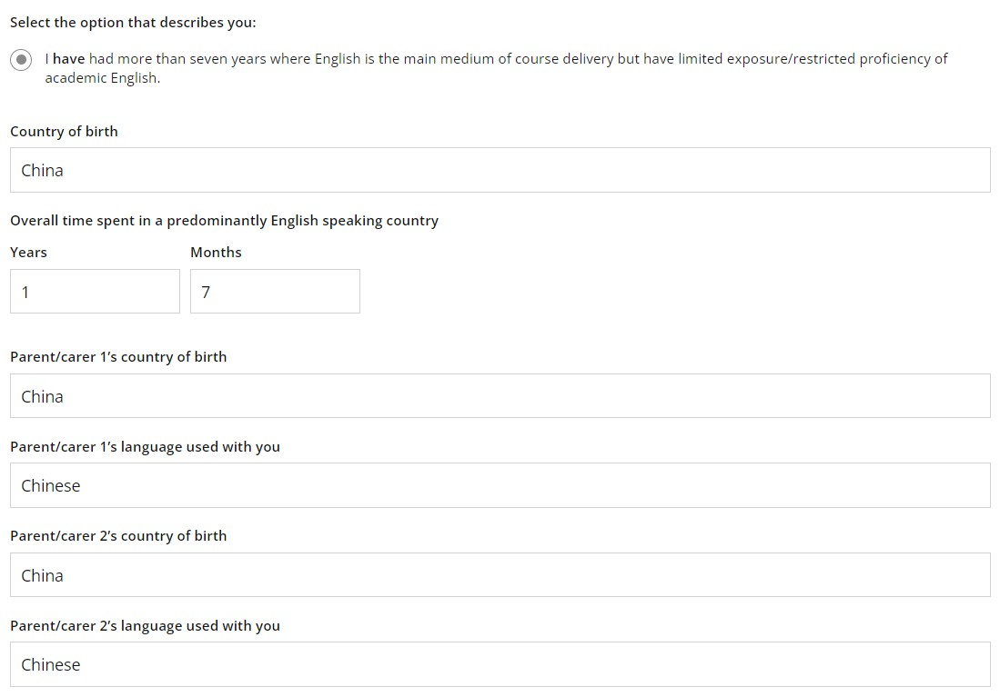 Select the option that describes you:
I have had more than seven years where English is the main medium of course delivery but have limited exposure/restricted proficiency of
academic English.
Country of birth
China
Overall time spent in a predominantly English speaking country
Years Months
1 7
Parent/carer 1’s country of birth
China
Parent/carer 1’s language used with you
Chinese
Parent/carer 2’s country of birth
China
Parent/carer 2’s language used with you
Chinese